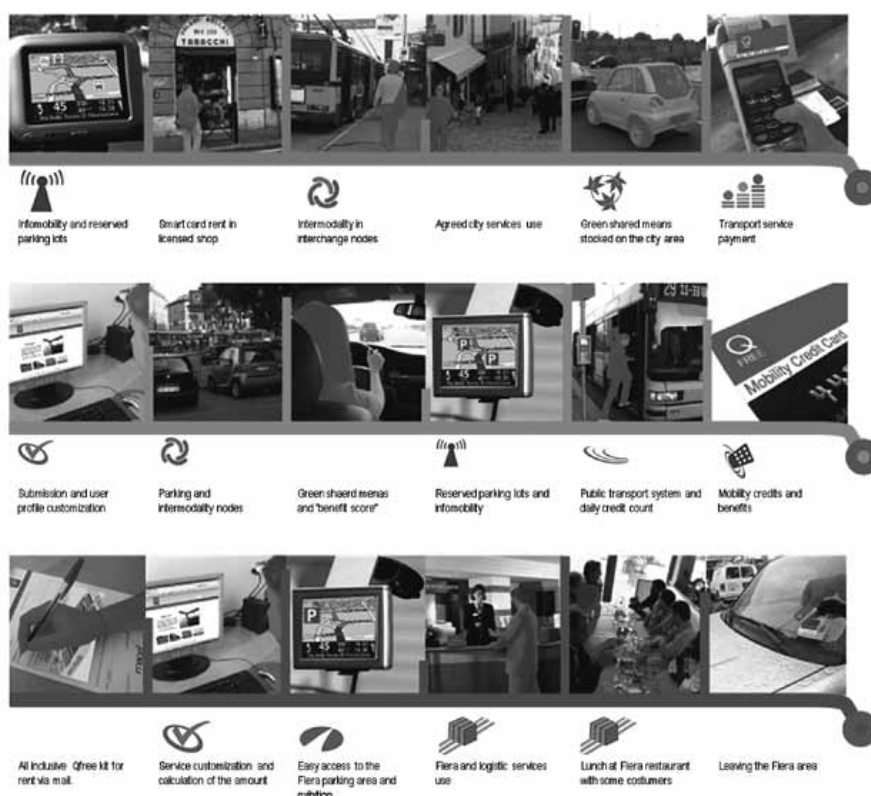 TABACCHI
45
Infomobility and reserved
parking lots
Smart card rent in
licensed shop
Intermodality in
interchange nodes
Agreed city services use
Green shared means
stocked on the city area
Transport service
payment
P
P
45
Q
FREE
Mobility Credit Card
Submission and user
profile customization
Parking and
intermodality nodes
Green shaerd menas
and "benefit score"
Reserved parking lots and
infomobility
Public transport system and
daily credit count
Mobility credits and
benefits
P
45
All inclusive Qfree kit for
rent via mail.
Service customization and
calculation of the amount
Easy access to the
Fiera parking area and
Fiera and logistic services
use
Lunch at Fiera restaurant
with some costumers
Leaving the Fiera area